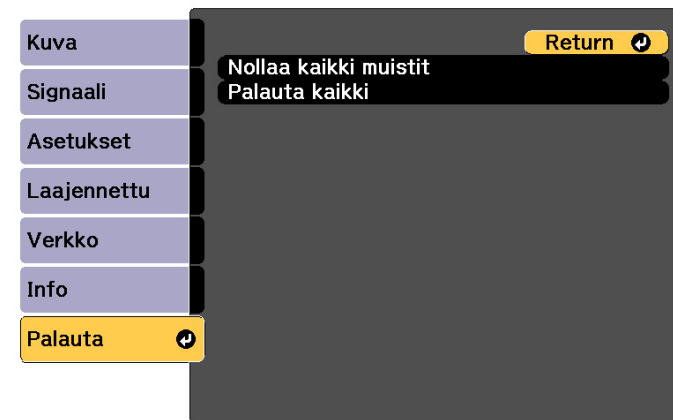 Kuva
Signaali
Asetukset
Laajennettu
Verkko
Info
Palauta
Return
Nollaa kaikki muistit
Palauta kaikki